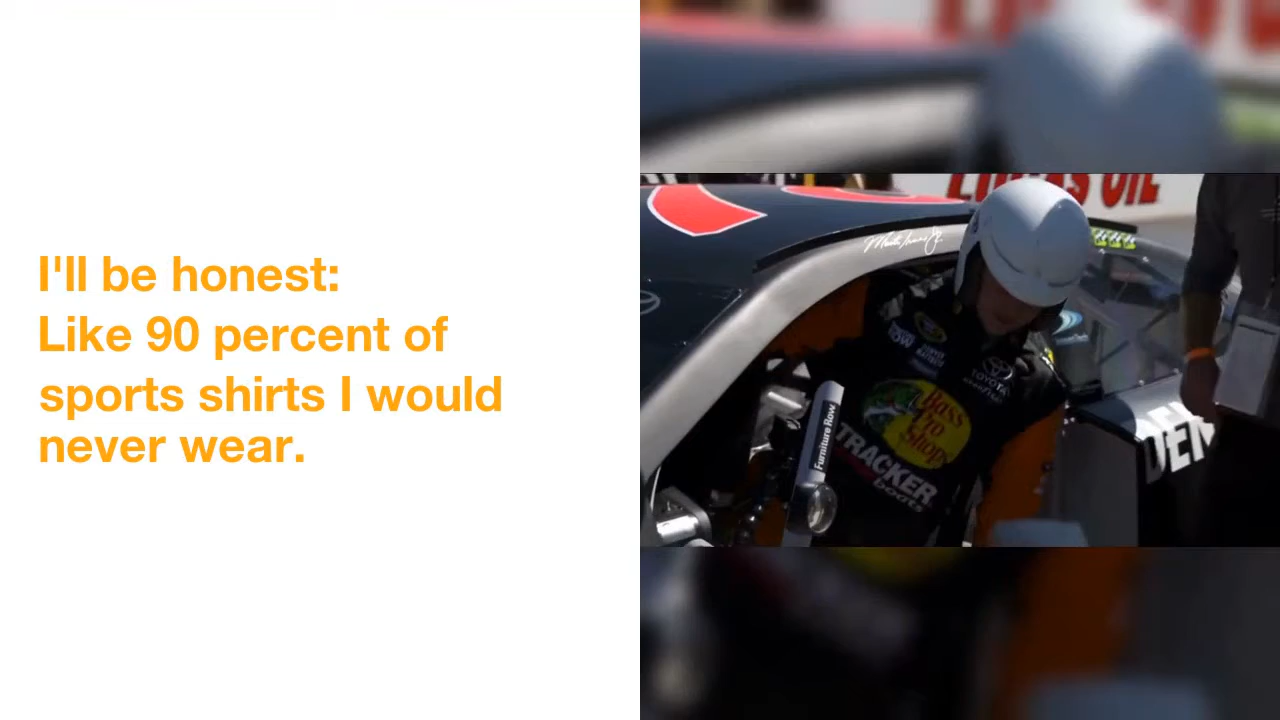 I'll be honest:
Like 90 percent of
sports shirts I would
never wear.
LUCAS OIL
TOYOTA
Bass
Pro
Shops
TRACKER
boats
Furniture Row
DEN